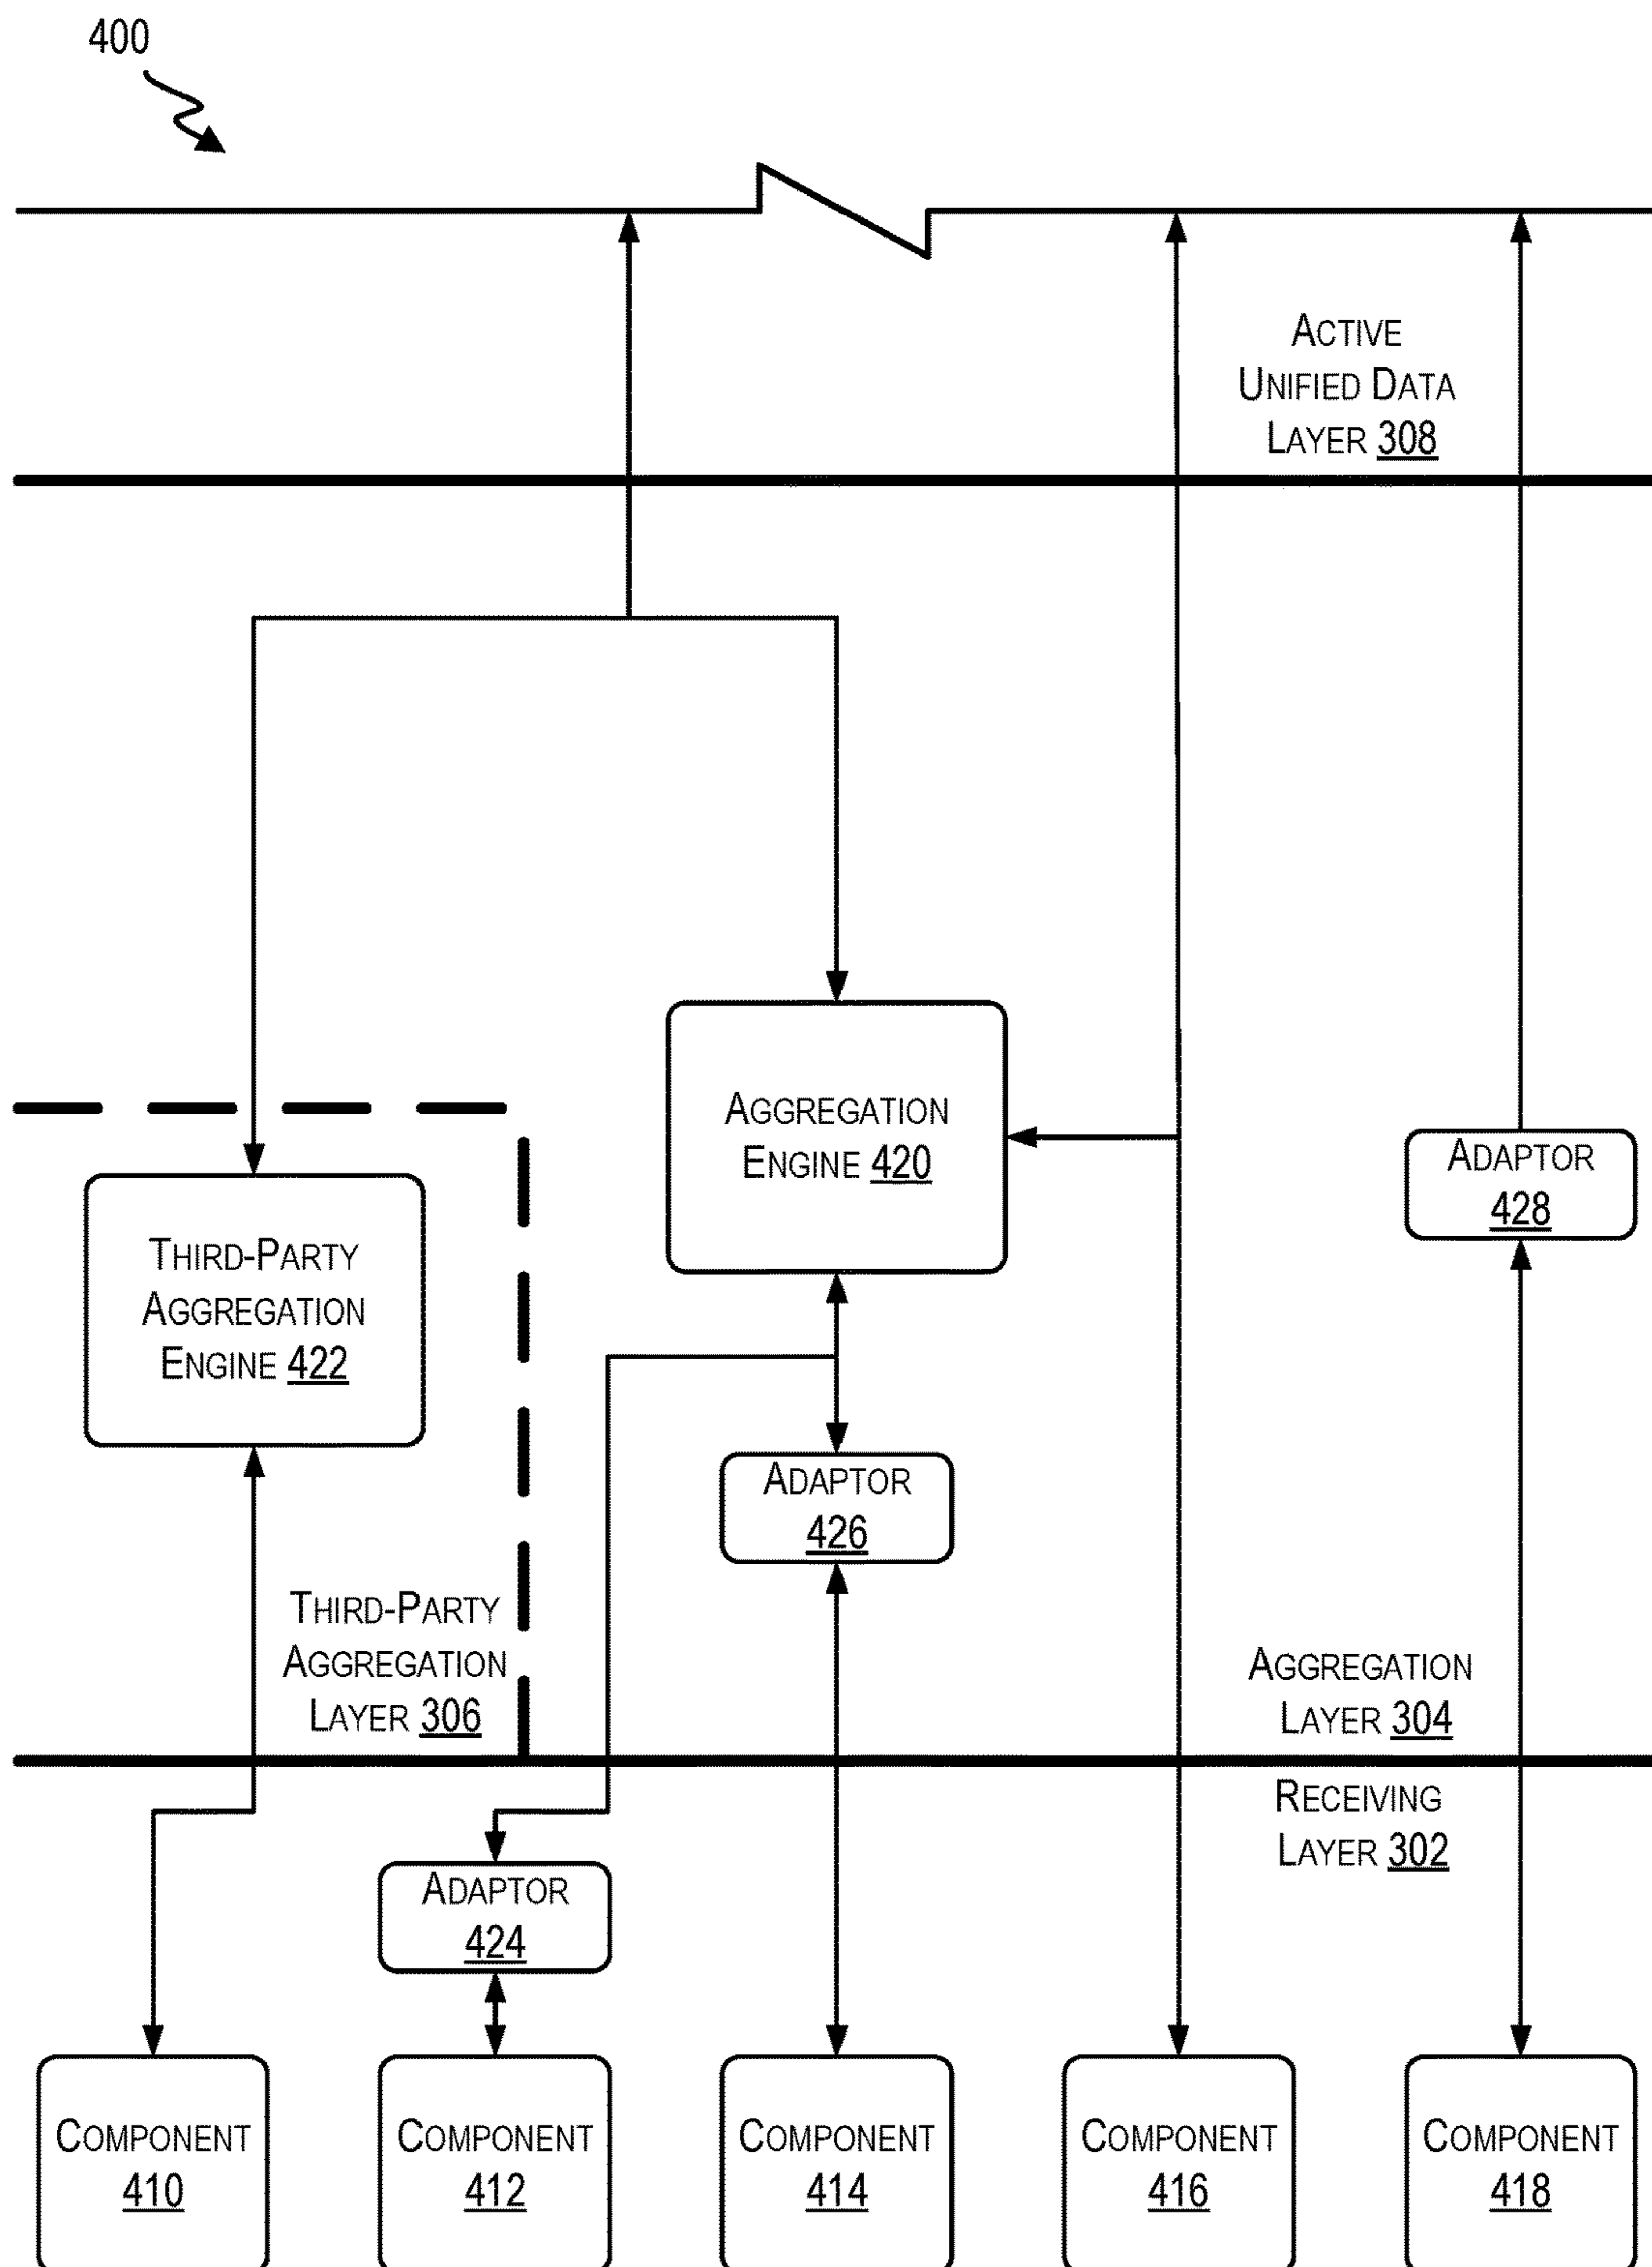 400
ACTIVE
UNIFIED DATA
LAYER 308
AGGREGATION
ENGINE 420
ADAPTOR
428
THIRD-PARTY
AGGREGATION
ENGINE 422
ADAPTOR
426
THIRD-PARTY
AGGREGATION
LAYER 306
AGGREGATION
LAYER 304
RECEIVING
LAYER 302
ADAPTOR
424
COMPONENT
410
COMPONENT
412
COMPONENT
414
COMPONENT
416
COMPONENT
418